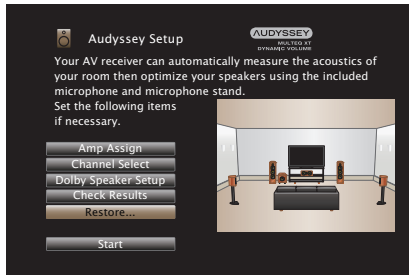 Audyssey Setup
AUDYSSEY
MULTEQ XT
DYNAMIC VOLUME
Your AV receiver can automatically measure the acoustics of
your room then optimize your speakers using the included
microphone and microphone stand.
Set the following items
if necessary.
Amp Assign
Channel Select
Dolby Speaker Setup
Check Results
Restore...
Start